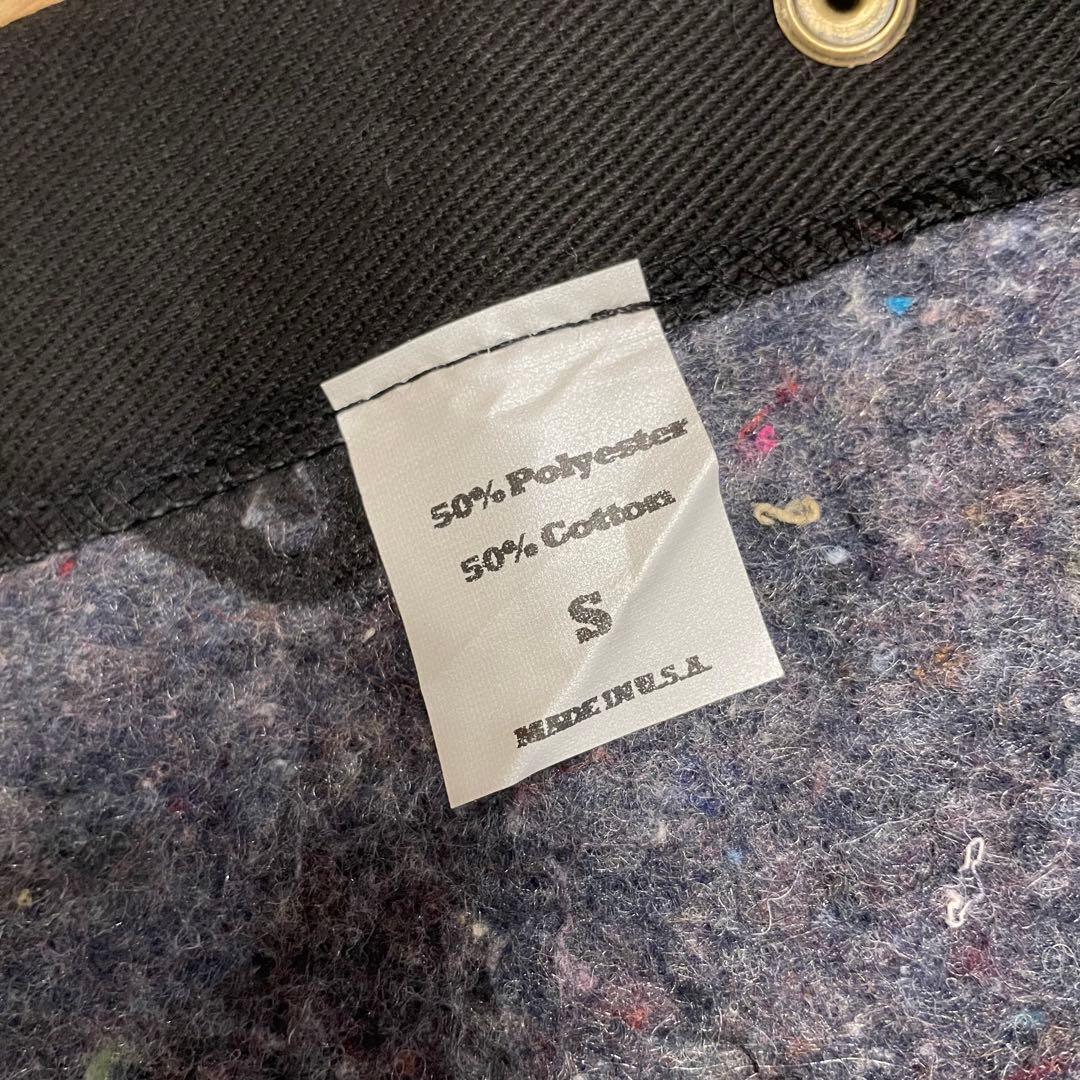 50% Polyester
50% Cotton
S
MADE IN U.S.A.